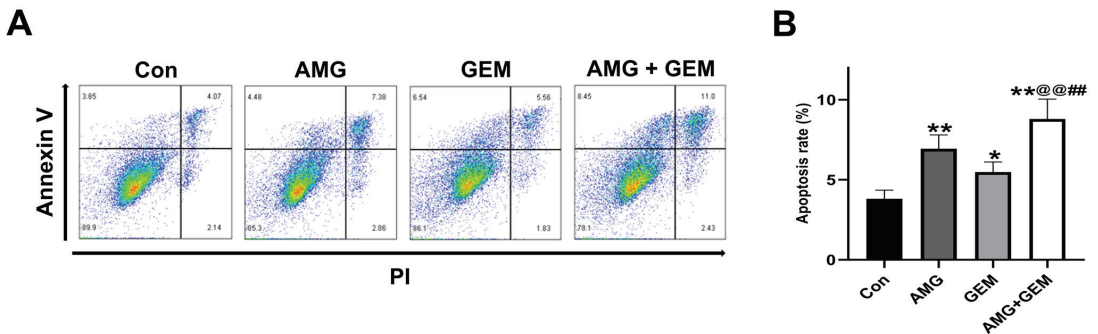 A
B
Con
AMG
GEM
AMG + GEM
Annexin V
3.85
4.07
89.9
2.14
4.48
7.38
85.3
2.86
6.54
5.56
86.1
1.83
8.45
11.0
78.1
2.43
PI
Apoptosis rate (%)
10
5
0
**
*
**@@##
Con
AMG
GEM
AMG+GEM